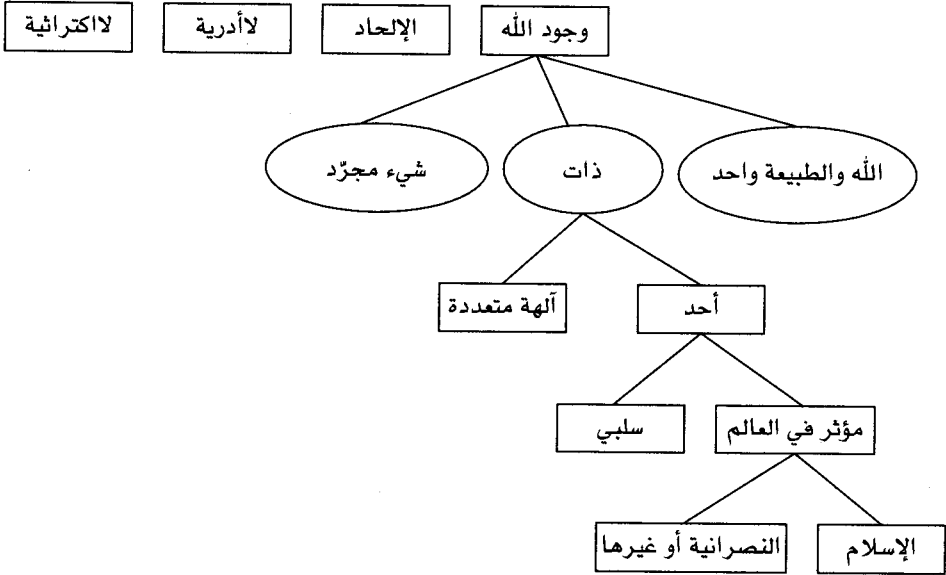 وجود الله
الإلحاد
لاأدرية
لااكتراثية
الله والطبيعة واحد
ذات
شيء مجرّد
أحد
آلهة متعددة
مؤثر في العالم
سلبي
الإسلام
النصرانية أو غيرها